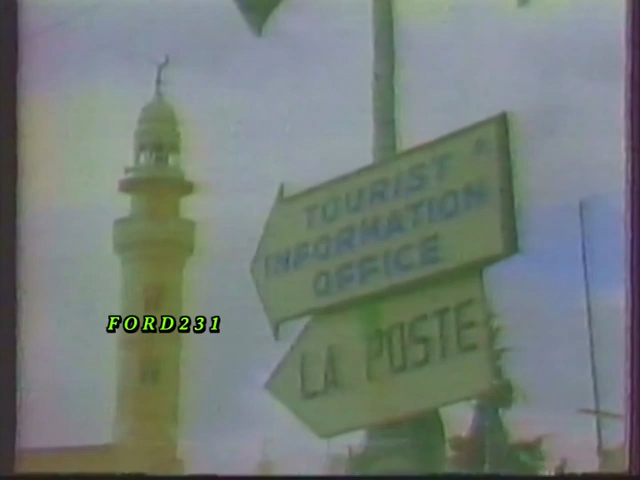 TOURIST
INFORMATION
OFFICE
LA POSTE
FORD231